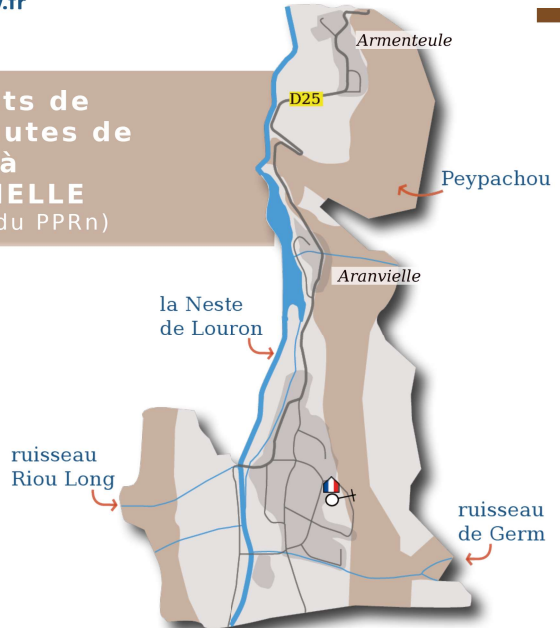 .fr
ts de
utes de
à
IELLE
du PPRn)
Armenteule
D25
Peypachou
Aranvielle
la Neste
de Louron
ruisseau
Riou Long
ruisseau
de Germ